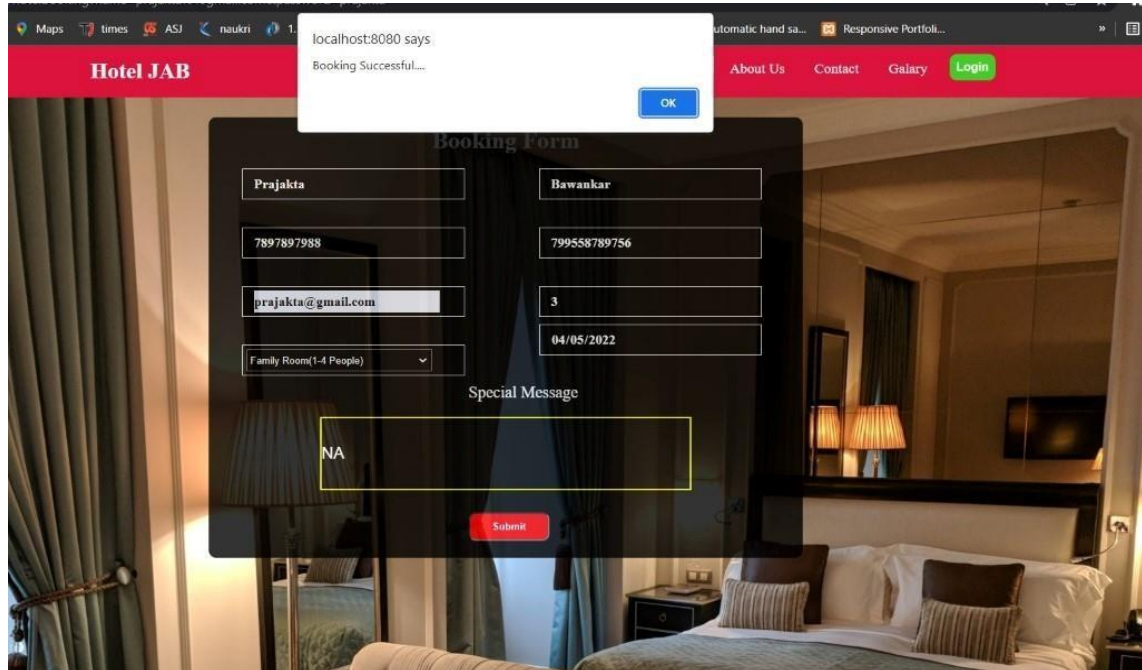 Maps times ASJ naukri 1. utomatic hand sa... Responsive Portfoli... »
localhost:8080 says
Booking Successful....
OK
Hotel JAB About Us Contact Galary Login
Booking Form
Prajakta Bawankar
7897897988 799558789756
prajakta@gmail.com 3
04/05/2022
Family Room(1-4 People)
Special Message
NA
Submit